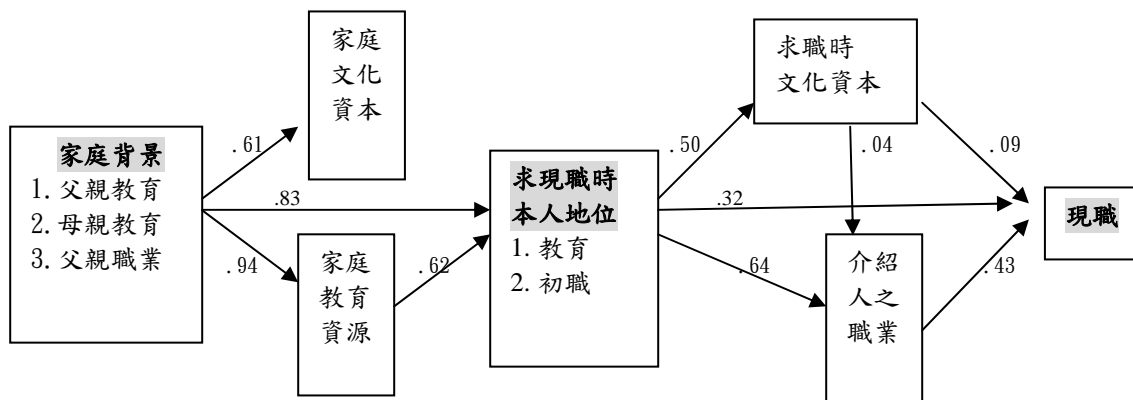 家庭背景
1.父親教育
2.母親教育
3.父親職業
.61
.83
.94
家庭
文化
資本
家庭
教育
資源
.62
求現職時
本人地位
1.教育
2.初職
.50
.32
.64
求職時
文化資本
.04
.09
介紹
人之
職業
.43
現職